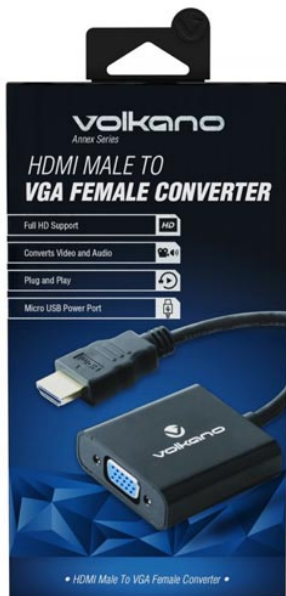 volkano
Annex Series
HDMI MALE TO
VGA FEMALE CONVERTER
Full HD Support
HD
Converts Video and Audio
Plug and Play
Micro USB Power Port
HDMI
volkano
• HDMI Male To VGA Female Converter •